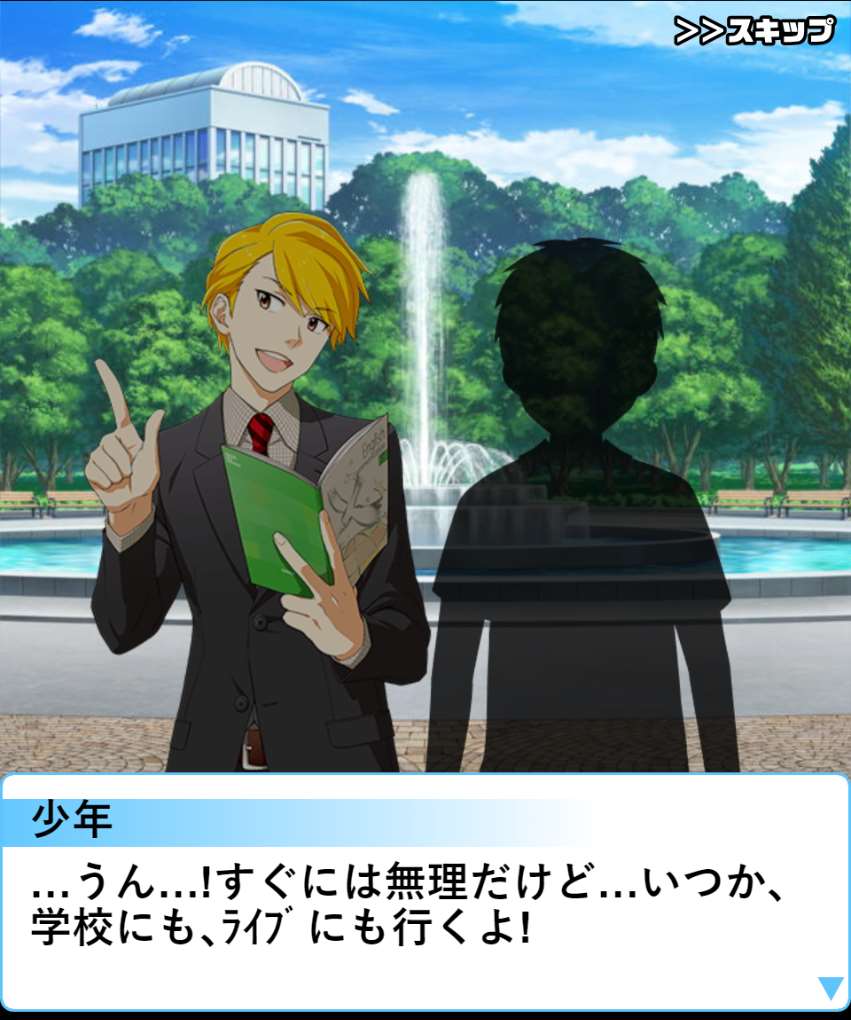 >>スキップ
English
少年
…うん…!すぐには無理だけど…いつか、
学校にも､ﾗｲﾌﾞにも行くよ!